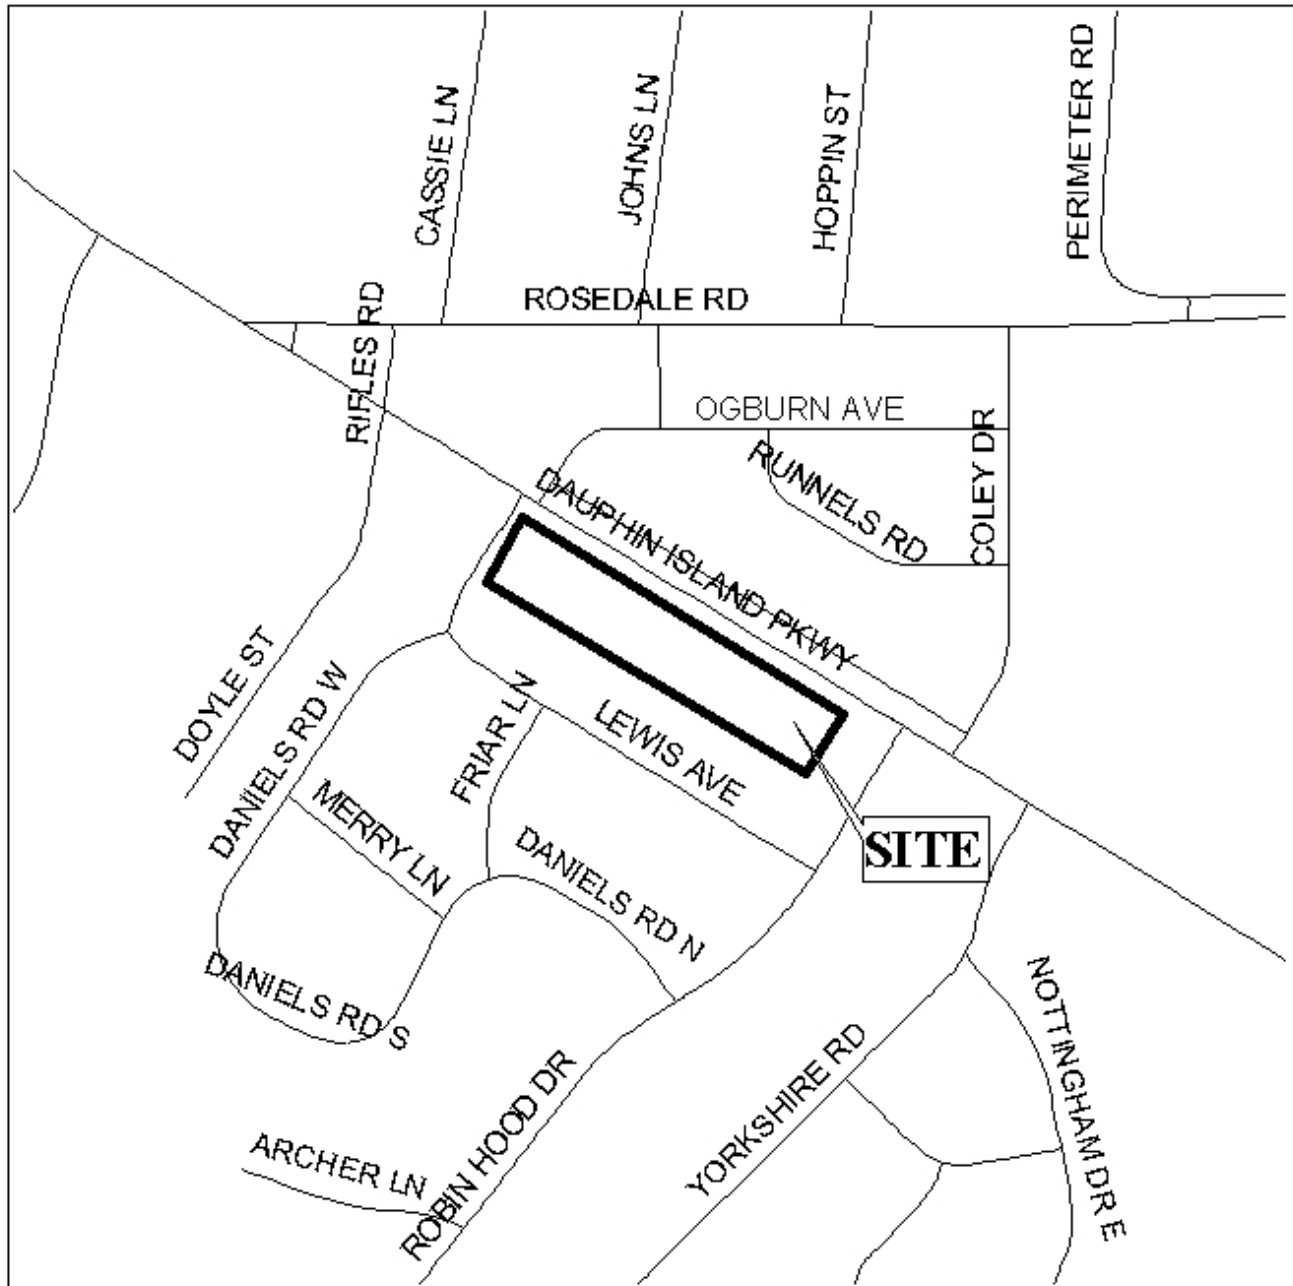 CASSIE LN
JOHNS LN
HOPPIN ST
PERIMETER RD
ROSEDALE RD
RIFLES RD
OGBURN AVE
RUNNELS RD
COLEY DR
DAUPHIN ISLAND PKWY
DOYLE ST
DANIELS RD W
FRIAR LN
LEWIS AVE
MERRY LN
DANIELS RD N
SITE
DANIELS RD S
NOTTINGHAM DR E
YORKSHIRE RD
ROBIN HOOD DR
ARCHER LN